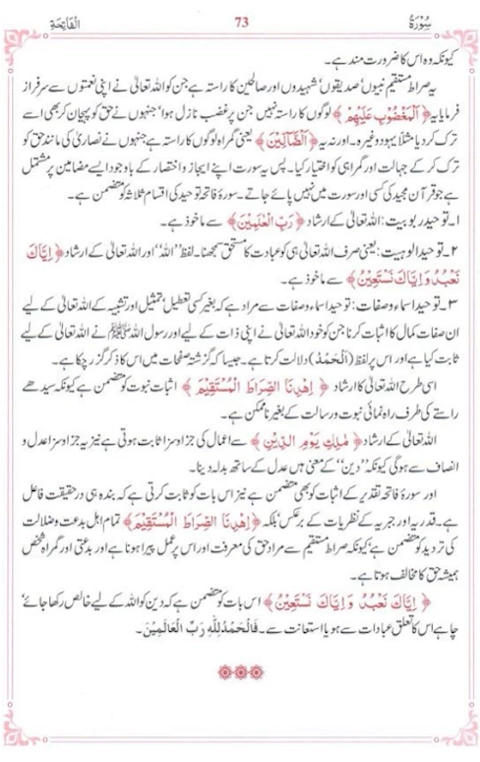 سُوْرَۃُ 73 الْفَاتِحَةِ
کیونکہ وہ اس کا ضرورت مند ہے۔
یہ صراط مستقیم نبیوں' صدیقوں' شہیدوں اور صالحین کا راستہ ہے جن کو اللہ تعالیٰ نے اپنی نعمتوں سے سرفراز
فرمایا یہ ﴿ اَلْمَغْضُوْبِ عَلَیْهِمْ ﴾ لوگوں کا راستہ نہیں جن پر غضب نازل ہوا' جنہوں نے حق کو پہچان کر بھی اسے
ترک کر دیا مثلاً یہود وغیرہ۔ اور نہ یہ ﴿ اَلضَّآلِّیْنَ ﴾ یعنی گمراہ لوگوں کا راستہ ہے جنہوں نے نصاریٰ کی مانند حق کو
ترک کر کے جہالت اور گمراہی کو اختیار کیا۔ پس یہ سورت اپنے ایجاز و اختصار کے باوجود ایسے مضامین پر مشتمل
ہے جو قرآن مجید کی کسی اور سورت میں نہیں پائے جاتے۔ سورۂ فاتحہ توحید کی اقسام ثلاثہ کو متضمن ہے۔
۱۔ توحید ربوبیت: اللہ تعالیٰ کے ارشاد ﴿ رَبِّ الْعٰلَمِیْنَ ﴾ سے ماخوذ ہے۔
۲۔ توحید الوہیت: یعنی صرف اللہ تعالیٰ ہی کو عبادت کا مستحق سمجھنا۔ لفظ ''اللہ'' اور اللہ تعالیٰ کے ارشاد ﴿ اِیَّاكَ
نَعْبُدُ وَ اِیَّاكَ نَسْتَعِیْنُ ﴾ سے ماخوذ ہے۔
۳۔ توحید اسماء و صفات: توحید اسماء و صفات سے مراد ہے کہ بغیر کسی تعطیل' تمثیل اور تشبیہ کے اللہ تعالیٰ کے لیے
ان صفات کمال کا اثبات کرنا جن کو خود اللہ تعالیٰ نے اپنی ذات کے لیے اور رسول اللہ ﷺ نے اللہ تعالیٰ کے لیے
ثابت کیا ہے اور اس پر لفظ (اَلْحَمْدُ) دلالت کرتا ہے۔ جیسا کہ گزشتہ صفحات میں اس کا ذکر گزر چکا ہے۔
اسی طرح اللہ تعالیٰ کا ارشاد ﴿ اِهْدِنَا الصِّرَاطَ الْمُسْتَقِیْمَ ﴾ اثبات نبوت کو متضمن ہے کیونکہ سیدھے
راستے کی طرف راہ نمائی نبوت و رسالت کے بغیر ناممکن ہے۔
اللہ تعالیٰ کے ارشاد ﴿ مٰلِكِ یَوْمِ الدِّیْنِ ﴾ سے اعمال کی جزا و سزا ثابت ہوتی ہے نیز یہ جزا و سزا عدل و
انصاف سے ہوگی کیونکہ ''دین'' کے معنی ہیں عدل کے ساتھ بدلہ دینا۔
اور سورۂ فاتحہ تقدیر کے اثبات کو بھی متضمن ہے نیز اس بات کو ثابت کرتی ہے کہ بندہ ہی در حقیقت فاعل
ہے۔ قدریہ اور جبریہ کے نظریات کے برعکس' بلکہ ﴿ اِهْدِنَا الصِّرَاطَ الْمُسْتَقِیْمَ ﴾ تمام اہل بدعت و ضلالت
کی تردید کو متضمن ہے' کیونکہ صراط مستقیم سے مراد حق کی معرفت اور اس پر عمل پیرا ہونا ہے اور بدعتی اور گمراہ شخص
ہمیشہ حق کا مخالف ہوتا ہے۔
﴿ اِیَّاكَ نَعْبُدُ وَ اِیَّاكَ نَسْتَعِیْنُ ﴾ اس بات کو متضمن ہے کہ دین کو اللہ کے لیے خالص رکھا جائے'
چاہے اس کا تعلق عبادات سے ہو یا استعانت سے۔ فَالْحَمْدُلِلّٰهِ رَبِّ الْعَالَمِیْنَ۔